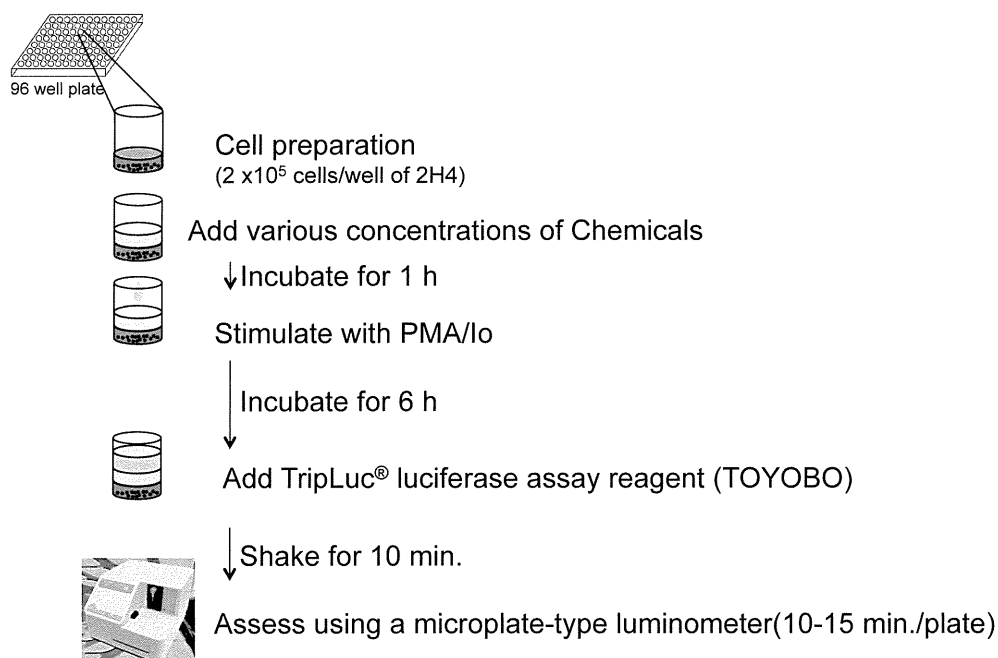 96 well plate
Cell preparation
(2 x10⁵ cells/well of 2H4)
Add various concentrations of Chemicals
Incubate for 1 h
Stimulate with PMA/Io
Incubate for 6 h
Add TripLuc® luciferase assay reagent (TOYOBO)
Shake for 10 min.
Assess using a microplate-type luminometer(10-15 min./plate)